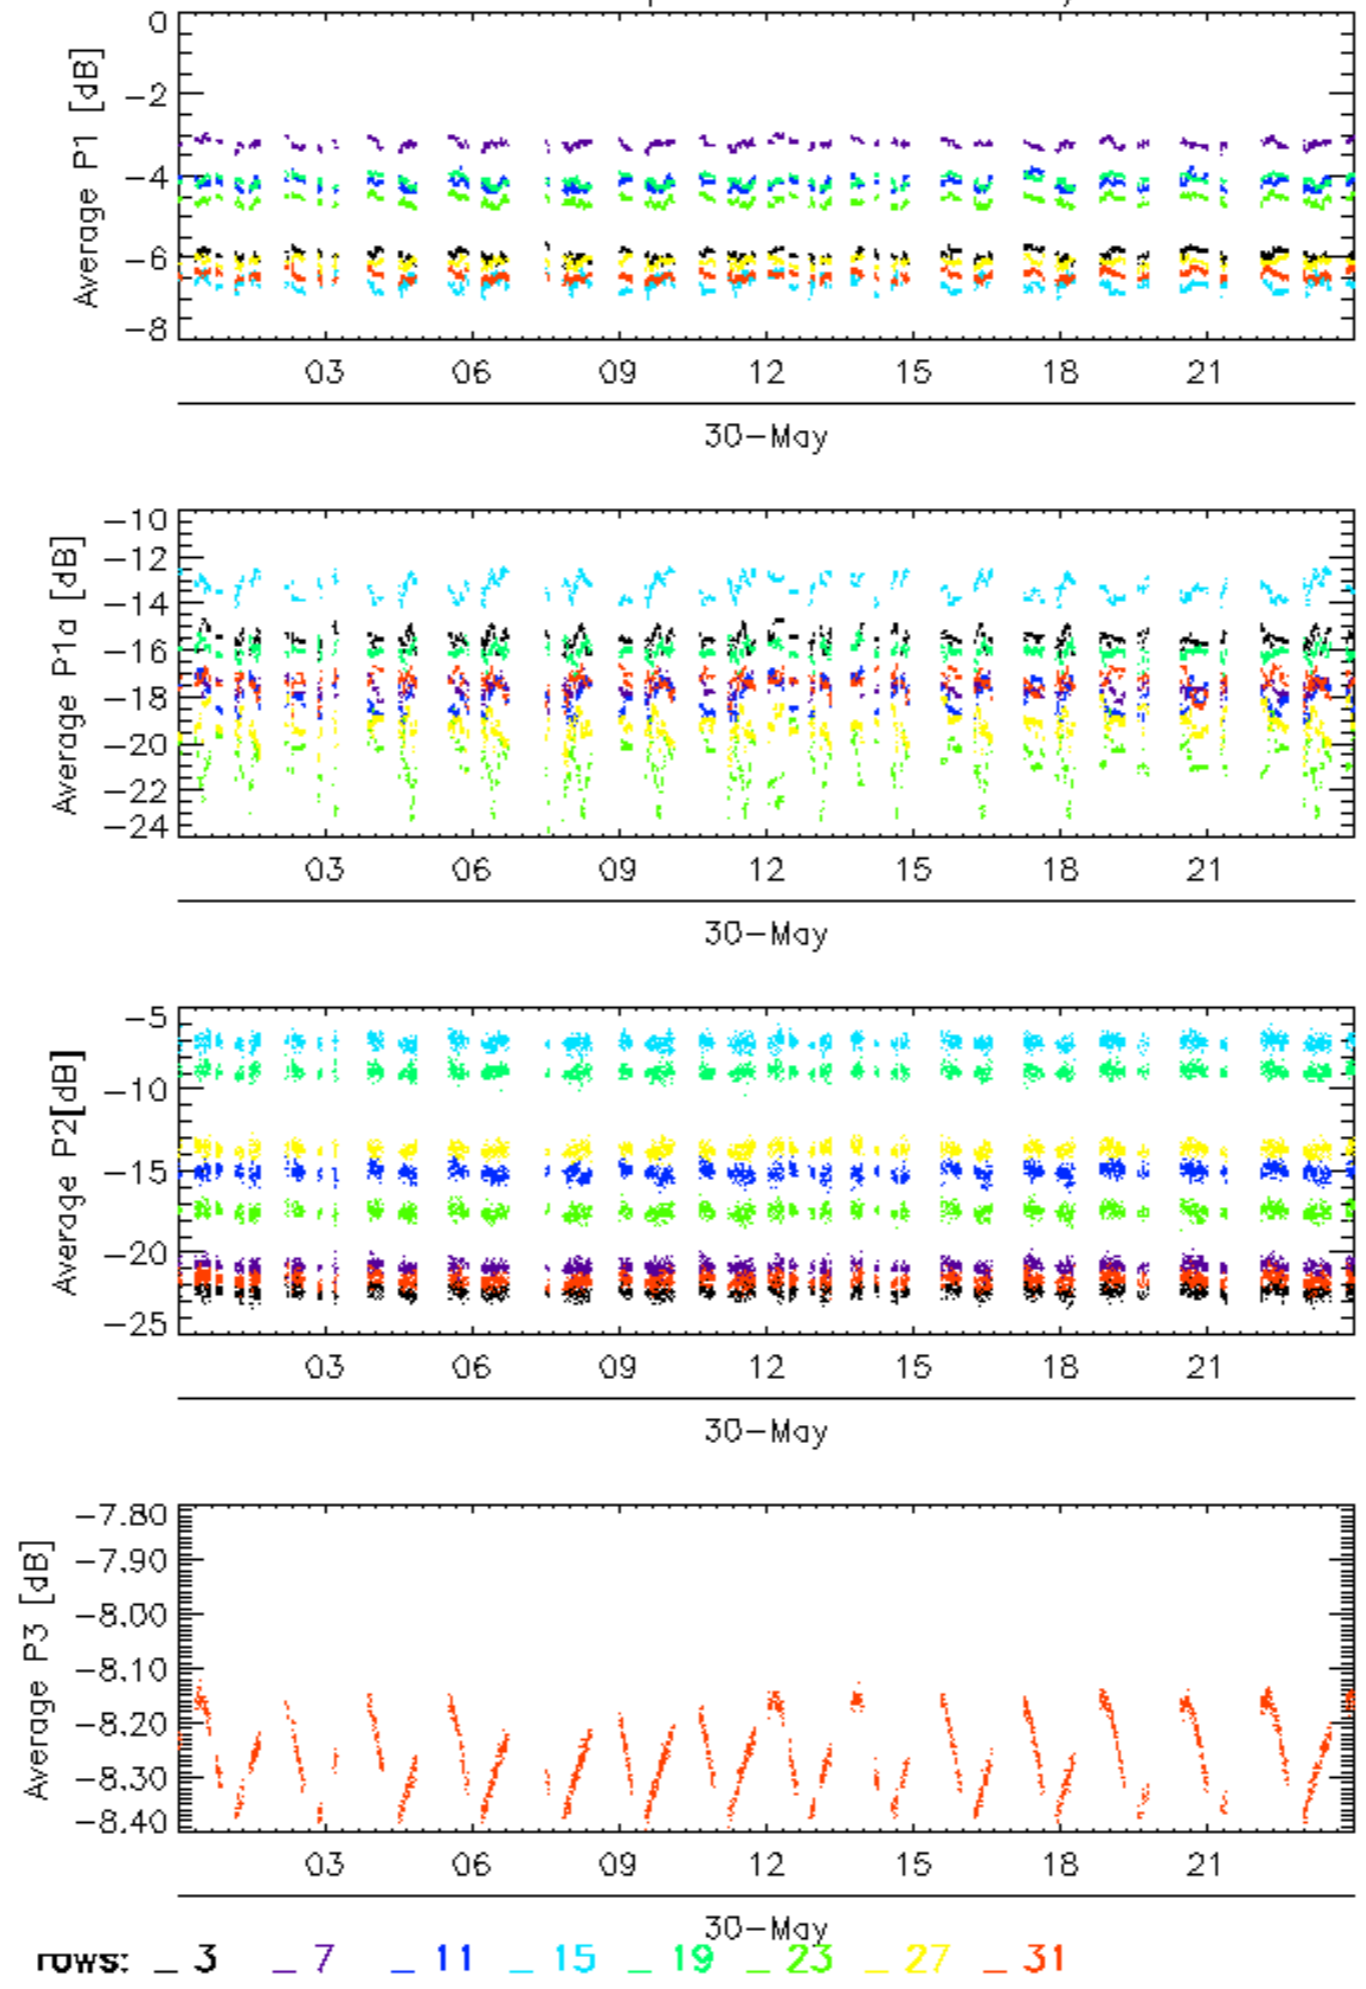 Average P1 [dB]
0
-2
-4
-6
-8
03 06 09 12 15 18 21
30-May
Average P1a [dB]
-10
-12
-14
-16
-18
-20
-22
-24
03 06 09 12 15 18 21
30-May
Average P2[dB]
-5
-10
-15
-20
-25
03 06 09 12 15 18 21
30-May
Average P3 [dB]
-7.80
-7.90
-8.00
-8.10
-8.20
-8.30
-8.40
03 06 09 12 15 18 21
30-May
rows: _ 3 _ 7 _ 11 _ 15 _ 19 _ 23 _ 27 _ 31